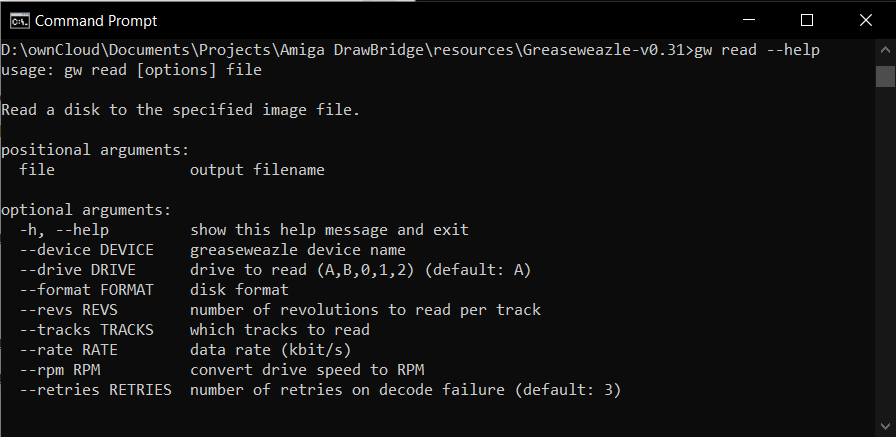 Command Prompt
D:\ownCloud\Documents\Projects\Amiga DrawBridge\resources\Greaseweazle-v0.31>gw read --help
usage: gw read [options] file
Read a disk to the specified image file.
positional arguments:
  file               output filename
optional arguments:
  -h, --help         show this help message and exit
  --device DEVICE    greaseweazle device name
  --drive DRIVE      drive to read (A,B,0,1,2) (default: A)
  --format FORMAT    disk format
  --revs REVS        number of revolutions to read per track
  --tracks TRACKS    which tracks to read
  --rate RATE        data rate (kbit/s)
  --rpm RPM          convert drive speed to RPM
  --retries RETRIES  number of retries on decode failure (default: 3)